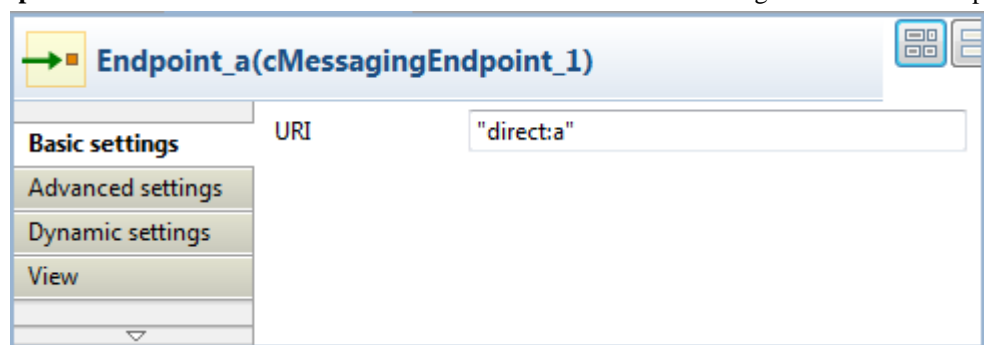 Endpoint_a(cMessagingEndpoint_1)
Basic settings
URI
"direct:a"
Advanced settings
Dynamic settings
View